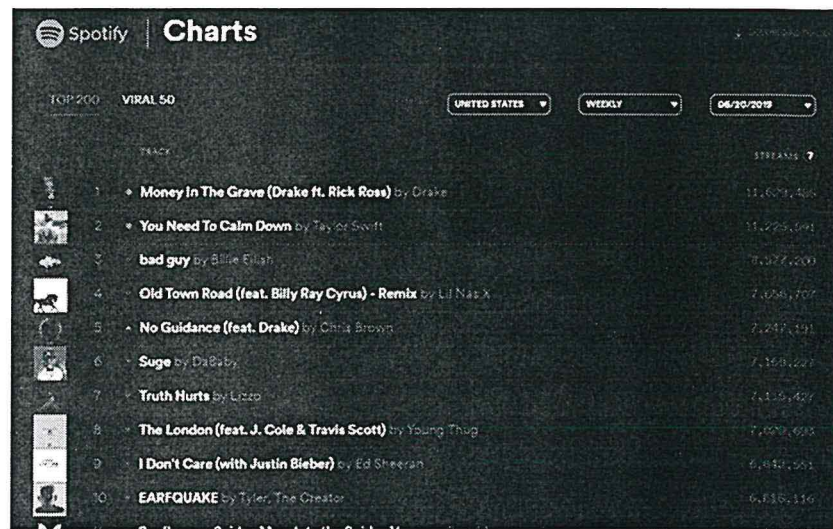 Spotify | Charts
TOP 200 VIRAL 50 UNITED STATES WEEKLY 06/20/2019
TRACK STREAMS ?
1 Money In The Grave (Drake ft. Rick Ross) by Drake
2 You Need To Calm Down by Taylor Swift
3 bad guy by Billie Eilish
4 Old Town Road (feat. Billy Ray Cyrus) - Remix by Lil Nas X
5 No Guidance (feat. Drake) by Chris Brown 7,247,191
6 Suge by DaBaby
7 Truth Hurts by Lizzo
8 The London (feat. J. Cole & Travis Scott) by Young Thug
9 I Don't Care (with Justin Bieber) by Ed Sheeran
10 EARFQUAKE by Tyler, The Creator